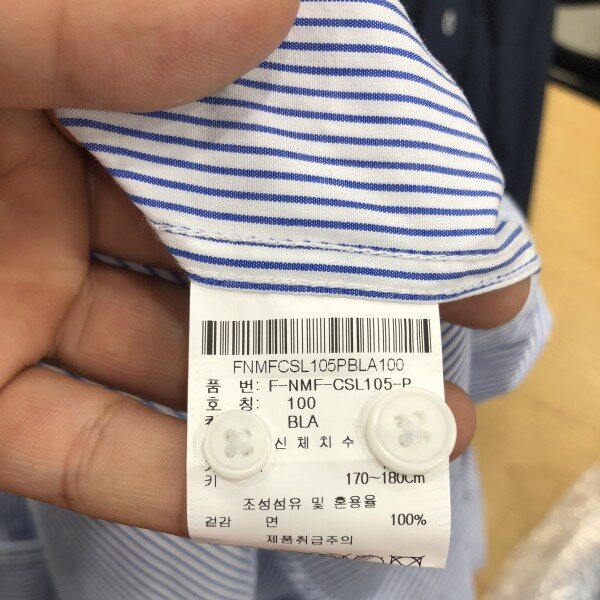 FNMFCSL105PBLA100
품 번: F-NMF-CSL105-P
호 칭: 100
BLA
신체치수
키 170~180Cm
조성섬유 및 혼용율
겉감 면 100%
제품취급주의